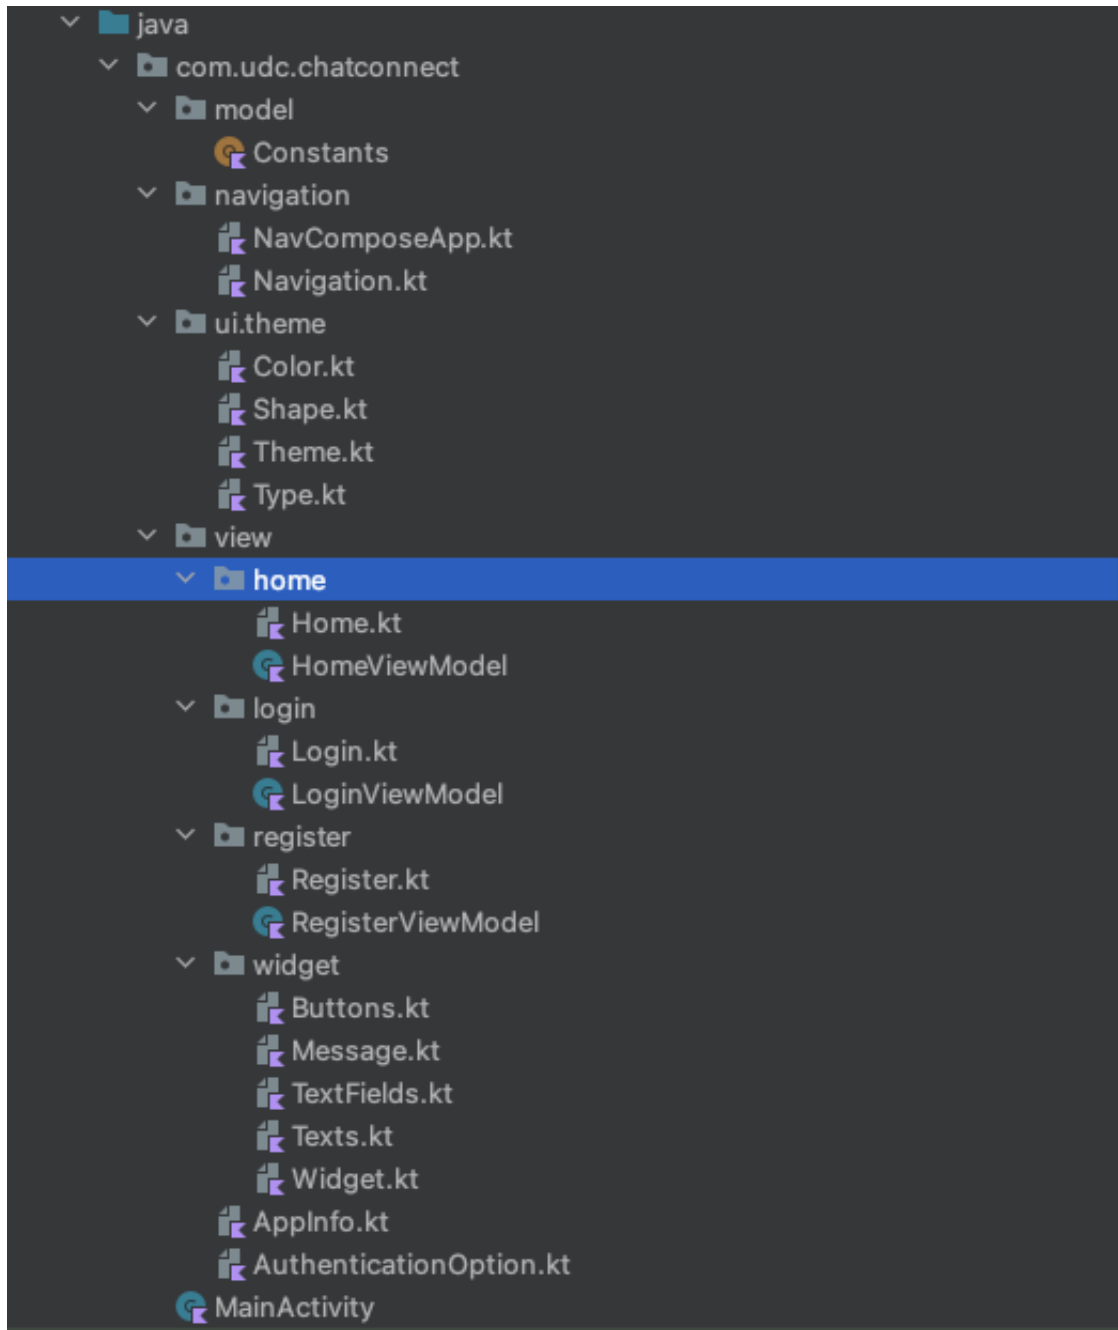 java
com.udc.chatconnect
model
Constants
navigation
NavComposeApp.kt
Navigation.kt
ui.theme
Color.kt
Shape.kt
Theme.kt
Type.kt
view
home
Home.kt
HomeViewModel
login
Login.kt
LoginViewModel
register
Register.kt
RegisterViewModel
widget
Buttons.kt
Message.kt
TextFields.kt
Texts.kt
Widget.kt
AppInfo.kt
AuthenticationOption.kt
MainActivity